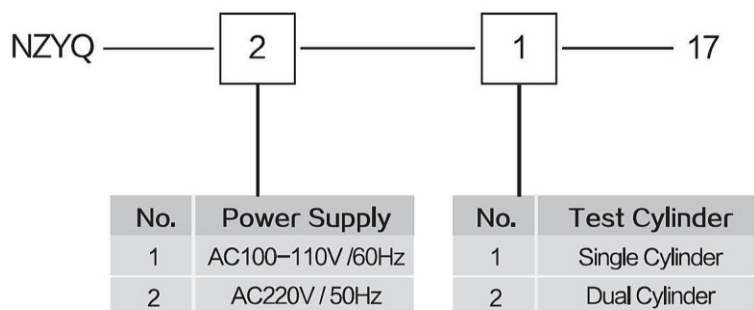 NZYQ 2 1 17
No. Power Supply
1 AC100-110V/60Hz
2 AC220V/50Hz
No. Test Cylinder
1 Single Cylinder
2 Dual Cylinder